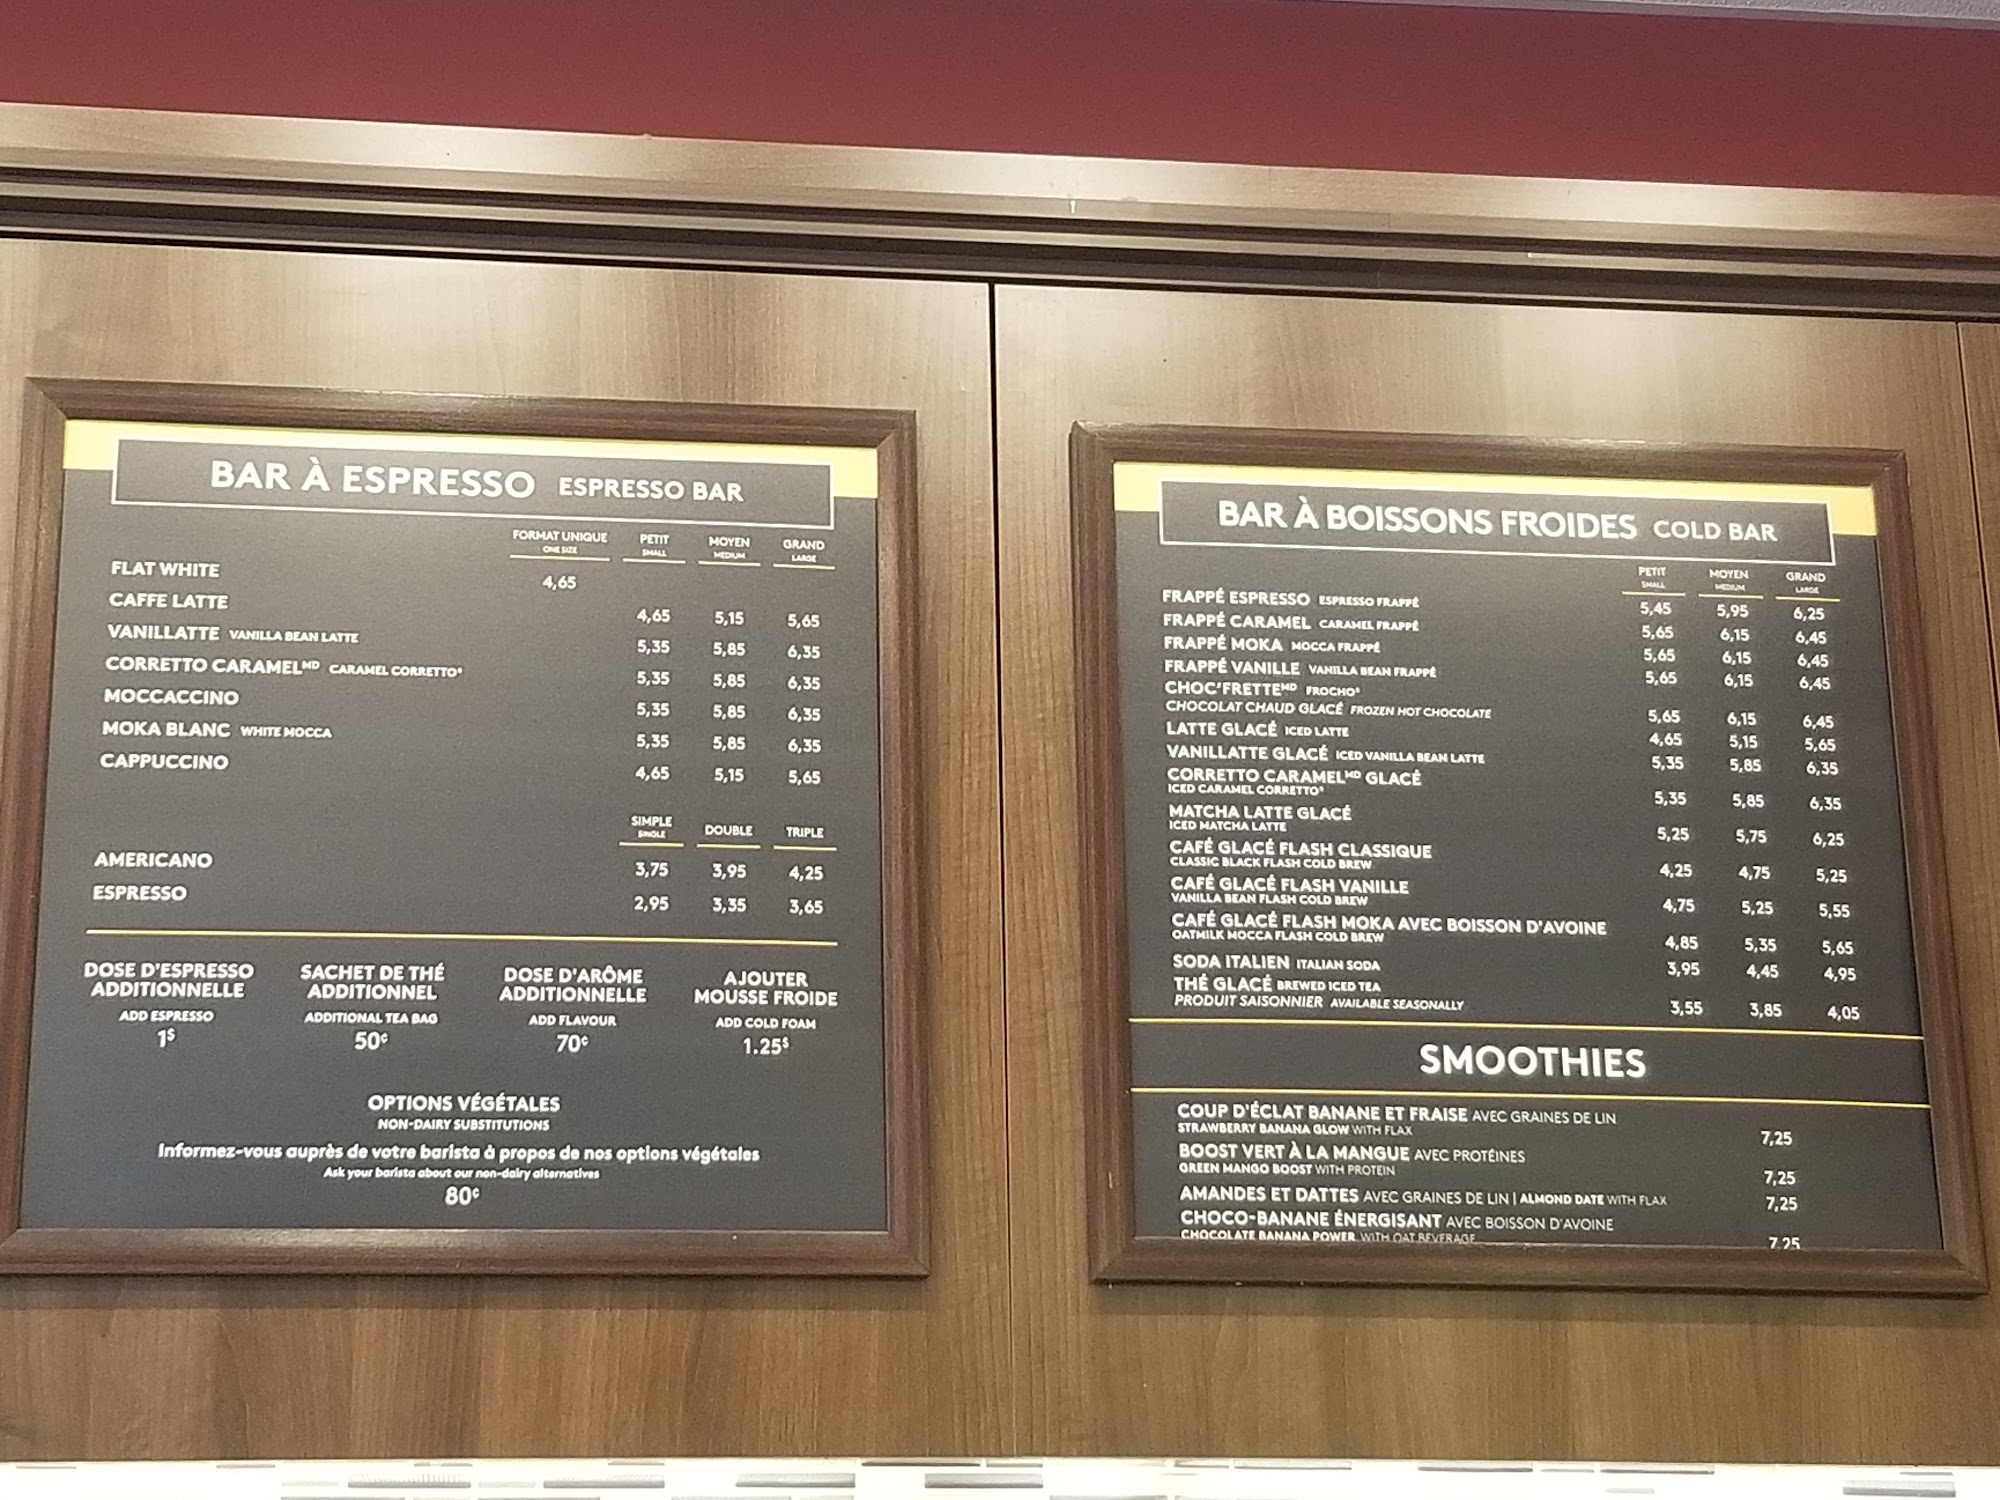 BAR À ESPRESSO ESPRESSO BAR
FORMAT UNIQUE PETIT MOYEN GRAND
ONE SIZE SMALL MEDIUM LARGE
FLAT WHITE 4,65
CAFFE LATTE 4,65 5,15 5,65
VANILLATTE VANILLA BEAN LATTE 5,35 5,85 6,35
CORRETTO CARAMELMD CARAMEL CORRETTO® 5,35 5,85 6,35
MOCCACCINO 5,35 5,85 6,35
MOKA BLANC WHITE MOCCA 5,35 5,85 6,35
CAPPUCCINO 4,65 5,15 5,65
SIMPLE DOUBLE TRIPLE
SINGLE
AMERICANO 3,75 3,95 4,25
ESPRESSO 2,95 3,35 3,65
DOSE D'ESPRESSO
ADDITIONNELLE
ADD ESPRESSO
1$
SACHET DE THÉ
ADDITIONNEL
ADDITIONAL TEA BAG
50¢
DOSE D'ARÔME
ADDITIONNELLE
ADD FLAVOUR
70¢
AJOUTER
MOUSSE FROIDE
ADD COLD FOAM
1.25$
OPTIONS VÉGÉTALES
NON-DAIRY SUBSTITUTIONS
Informez-vous auprès de votre barista à propos de nos options végétales
Ask your barista about our non-dairy alternatives
80¢
BAR À BOISSONS FROIDES COLD BAR
PETIT MOYEN GRAND
SMALL MEDIUM LARGE
FRAPPÉ ESPRESSO ESPRESSO FRAPPÉ 5,45 5,95 6,25
FRAPPÉ CARAMEL CARAMEL FRAPPÉ 5,65 6,15 6,45
FRAPPÉ MOKA MOCCA FRAPPÉ 5,65 6,15 6,45
FRAPPÉ VANILLE VANILLA BEAN FRAPPÉ 5,65 6,15 6,45
CHOC'FRETTEMD FROCHO®
CHOCOLAT CHAUD GLACÉ FROZEN HOT CHOCOLATE 5,65 6,15 6,45
LATTE GLACÉ ICED LATTE 4,65 5,15 5,65
VANILLATTE GLACÉ ICED VANILLA BEAN LATTE 5,35 5,85 6,35
CORRETTO CARAMELMD GLACÉ
ICED CARAMEL CORRETTO® 5,35 5,85 6,35
MATCHA LATTE GLACÉ
ICED MATCHA LATTE 5,25 5,75 6,25
CAFÉ GLACÉ FLASH CLASSIQUE
CLASSIC BLACK FLASH COLD BREW 4,25 4,75 5,25
CAFÉ GLACÉ FLASH VANILLE
VANILLA BEAN FLASH COLD BREW 4,75 5,25 5,55
CAFÉ GLACÉ FLASH MOKA AVEC BOISSON D'AVOINE
OATMILK MOCCA FLASH COLD BREW 4,85 5,35 5,65
SODA ITALIEN ITALIAN SODA 3,95 4,45 4,95
THÉ GLACÉ BREWED ICED TEA
PRODUIT SAISONNIER AVAILABLE SEASONALLY 3,55 3,85 4,05
SMOOTHIES
COUP D'ÉCLAT BANANE ET FRAISE AVEC GRAINES DE LIN
STRAWBERRY BANANA GLOW WITH FLAX 7,25
BOOST VERT À LA MANGUE AVEC PROTÉINES
GREEN MANGO BOOST WITH PROTEIN 7,25
AMANDES ET DATTES AVEC GRAINES DE LIN | ALMOND DATE WITH FLAX 7,25
CHOCO-BANANE ÉNERGISANT AVEC BOISSON D'AVOINE
CHOCOLATE BANANA POWER WITH OAT BEVERAGE 7,25